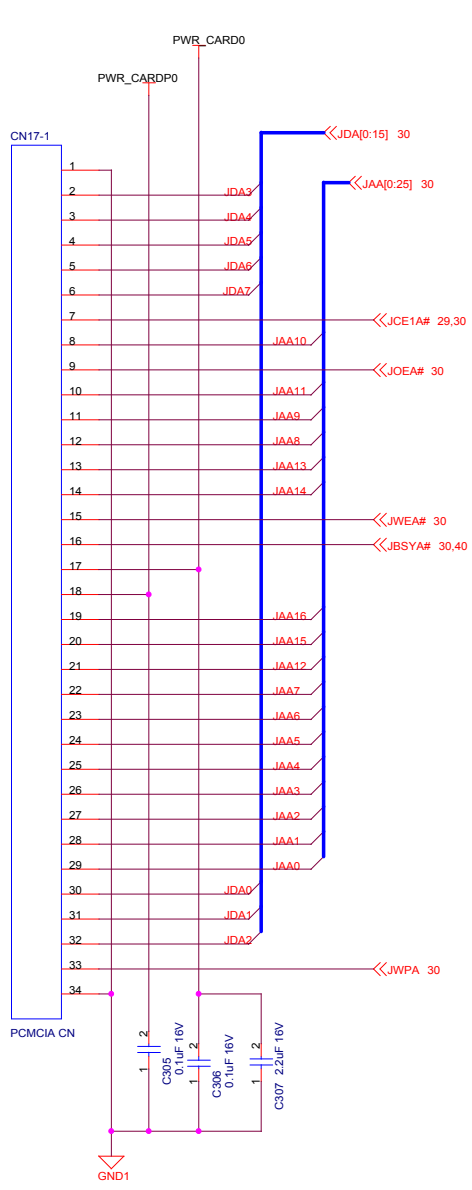 PWR_CARD0
PWR_CARDP0
CN17-1
JDA[0:15] 30
1
JAA[0:25] 30
2 JDA3
3 JDA4
4 JDA5
5 JDA6
6 JDA7
7 JCE1A# 29,30
8 JAA10
9 JOEA# 30
10 JAA11
11 JAA9
12 JAA8
13 JAA13
14 JAA14
15 JWEA# 30
16 JBSYA# 30,40
17
18
19 JAA16
20 JAA15
21 JAA12
22 JAA7
23 JAA6
24 JAA5
25 JAA4
26 JAA3
27 JAA2
28 JAA1
29 JAA0
30 JDA0
31 JDA1
32 JDA2
33 JWPA 30
34
PCMCIA CN
2
1
C305
0.1uF 16V
2
1
C306
0.1uF 16V
2
1
C307 2.2uF 16V
GND1